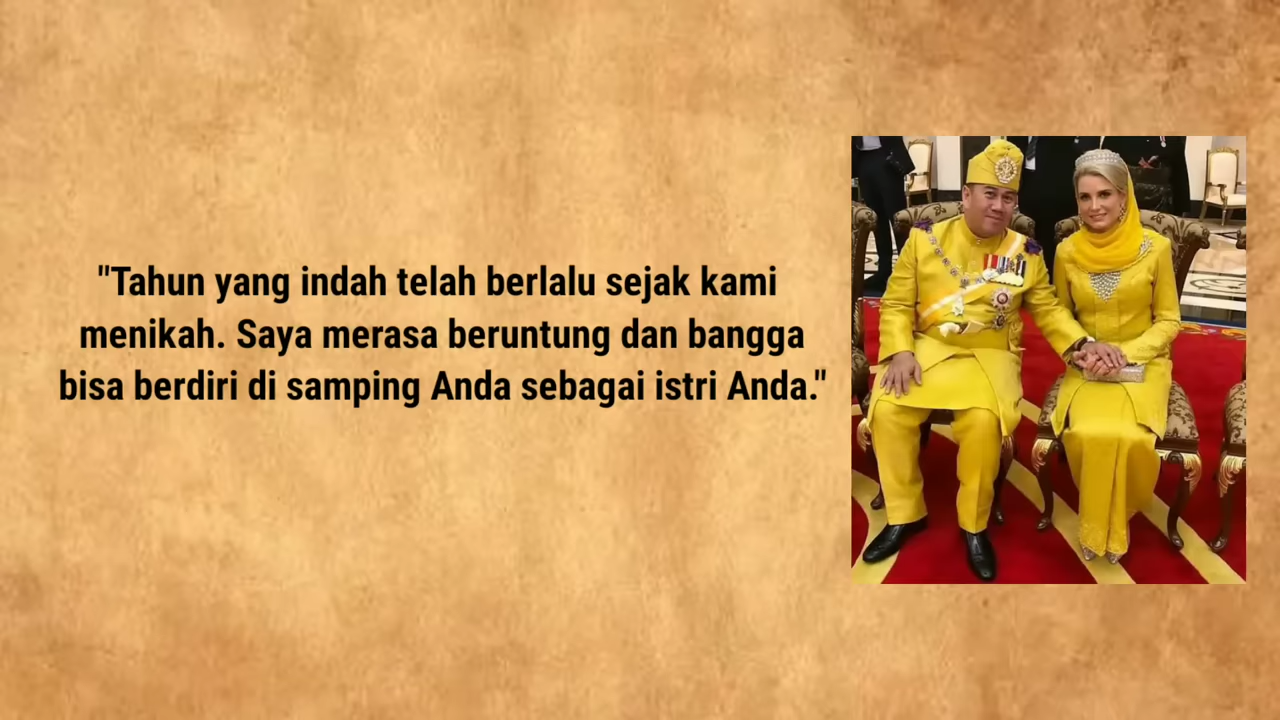 "Tahun yang indah telah berlalu sejak kami
menikah. Saya merasa beruntung dan bangga
bisa berdiri di samping Anda sebagai istri Anda."